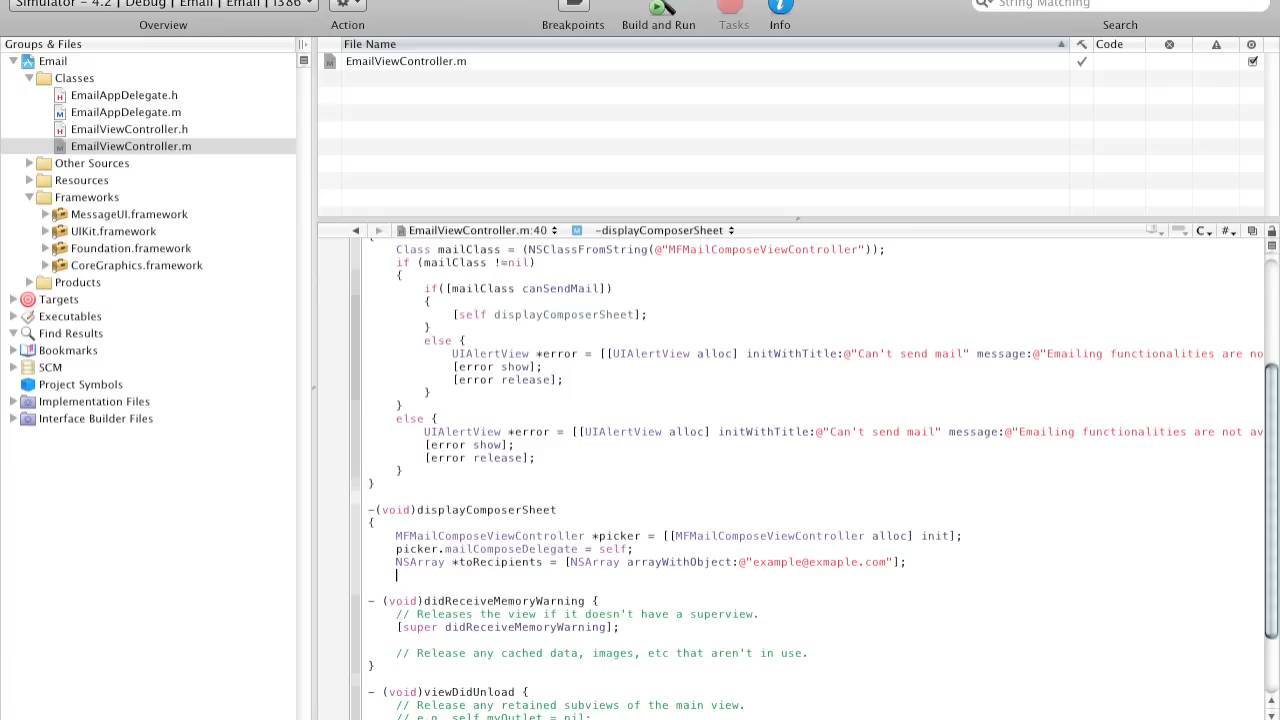 Simulator - 4.2 | Debug | Email | Email | i386
Overview
Action
Breakpoints
Build and Run
Tasks
Info
String Matching
Search
Groups & Files
File Name
Code
Email
EmailViewController.m
Classes
EmailAppDelegate.h
EmailAppDelegate.m
EmailViewController.h
EmailViewController.m
Other Sources
Resources
Frameworks
MessageUI.framework
UIKit.framework
Foundation.framework
CoreGraphics.framework
Products
Targets
Executables
Find Results
Bookmarks
SCM
Project Symbols
Implementation Files
Interface Builder Files
EmailViewController.m:40
-displayComposerSheet
C
#
{
Class mailClass = (NSClassFromString(@"MFMailComposeViewController"));
if (mailClass !=nil)
{
if([mailClass canSendMail])
{
[self displayComposerSheet];
}
else {
UIAlertView *error = [[UIAlertView alloc] initWithTitle:@"Can't send mail" message:@"Emailing functionalities are no
[error show];
[error release];
}
}
else {
UIAlertView *error = [[UIAlertView alloc] initWithTitle:@"Can't send mail" message:@"Emailing functionalities are not av
[error show];
[error release];
}
}
-(void)displayComposerSheet
{
MFMailComposeViewController *picker = [[MFMailComposeViewController alloc] init];
picker.mailComposeDelegate = self;
NSArray *toRecipients = [NSArray arrayWithObject:@"example@exmaple.com"];
- (void)didReceiveMemoryWarning {
// Releases the view if it doesn't have a superview.
[super didReceiveMemoryWarning];
// Release any cached data, images, etc that aren't in use.
}
- (void)viewDidUnload {
// Release any retained subviews of the main view.
// e.g. self.myOutlet = nil;